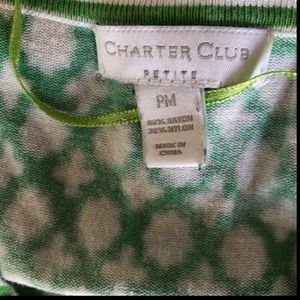 CHARTER CLUB
PETITE
PM
80% RAYON
20% NYLON
MADE IN
CHINA